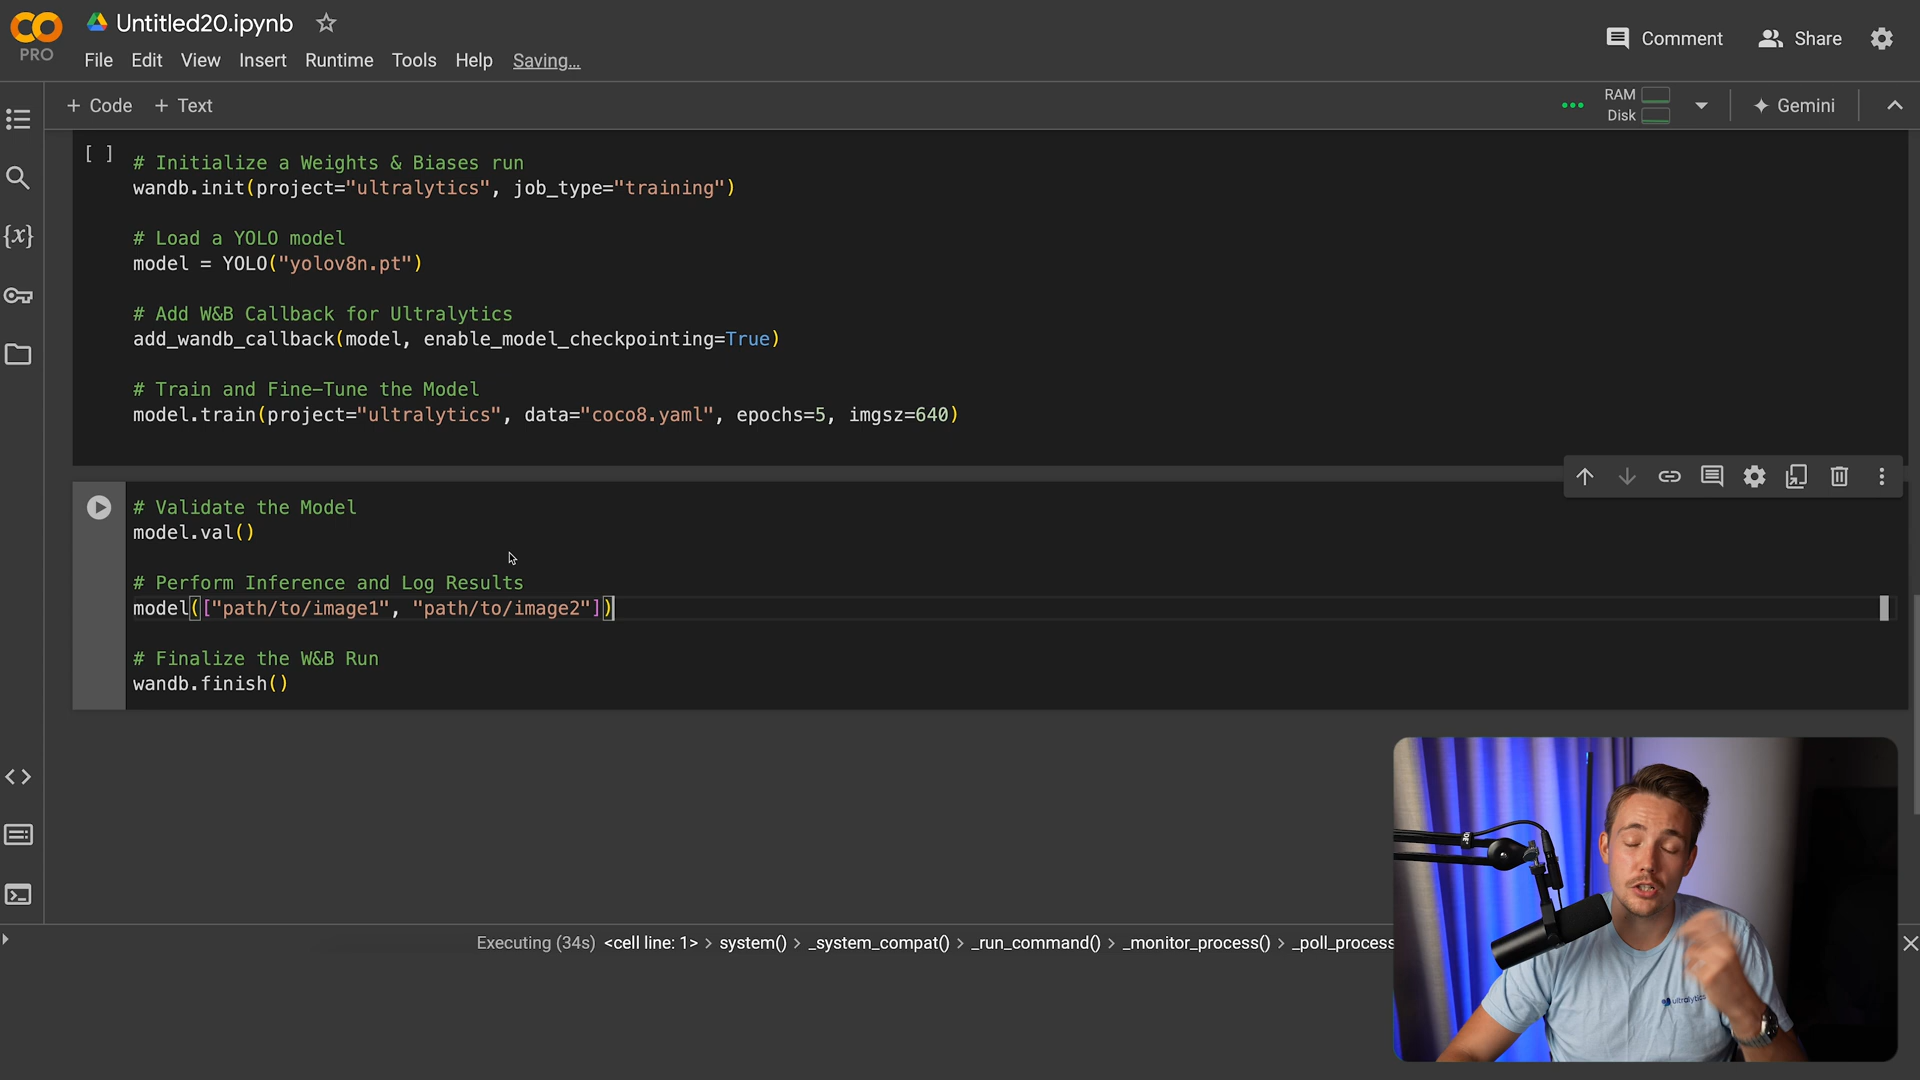 Untitled20.ipynb
PRO
File Edit View Insert Runtime Tools Help Saving...
Comment Share
+ Code + Text
RAM
Disk
Gemini
[ ]
# Initialize a Weights & Biases run
wandb.init(project="ultralytics", job_type="training")
# Load a YOLO model
model = YOLO("yolov8n.pt")
# Add W&B Callback for Ultralytics
add_wandb_callback(model, enable_model_checkpointing=True)
# Train and Fine-Tune the Model
model.train(project="ultralytics", data="coco8.yaml", epochs=5, imgsz=640)
# Validate the Model
model.val()
# Perform Inference and Log Results
model(["path/to/image1", "path/to/image2"])
# Finalize the W&B Run
wandb.finish()
{x}
Executing (34s) <cell line: 1> > system() > _system_compat() > _run_command() > _monitor_process() > _poll_process
ultralytics